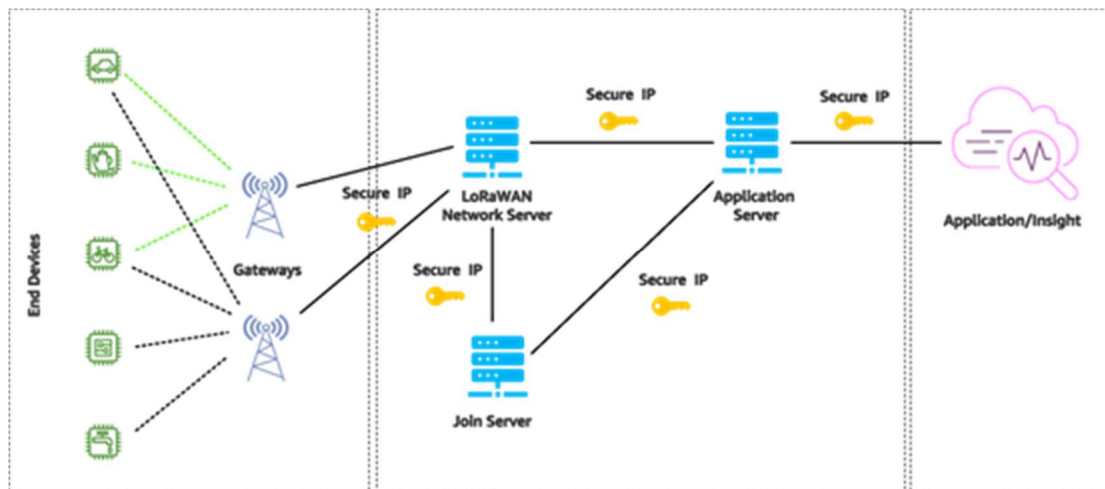 End Devices
Gateways
Secure IP
LoRaWAN
Network Server
Secure IP
Join Server
Secure IP
Application
Server
Secure IP
Secure IP
Application/Insight